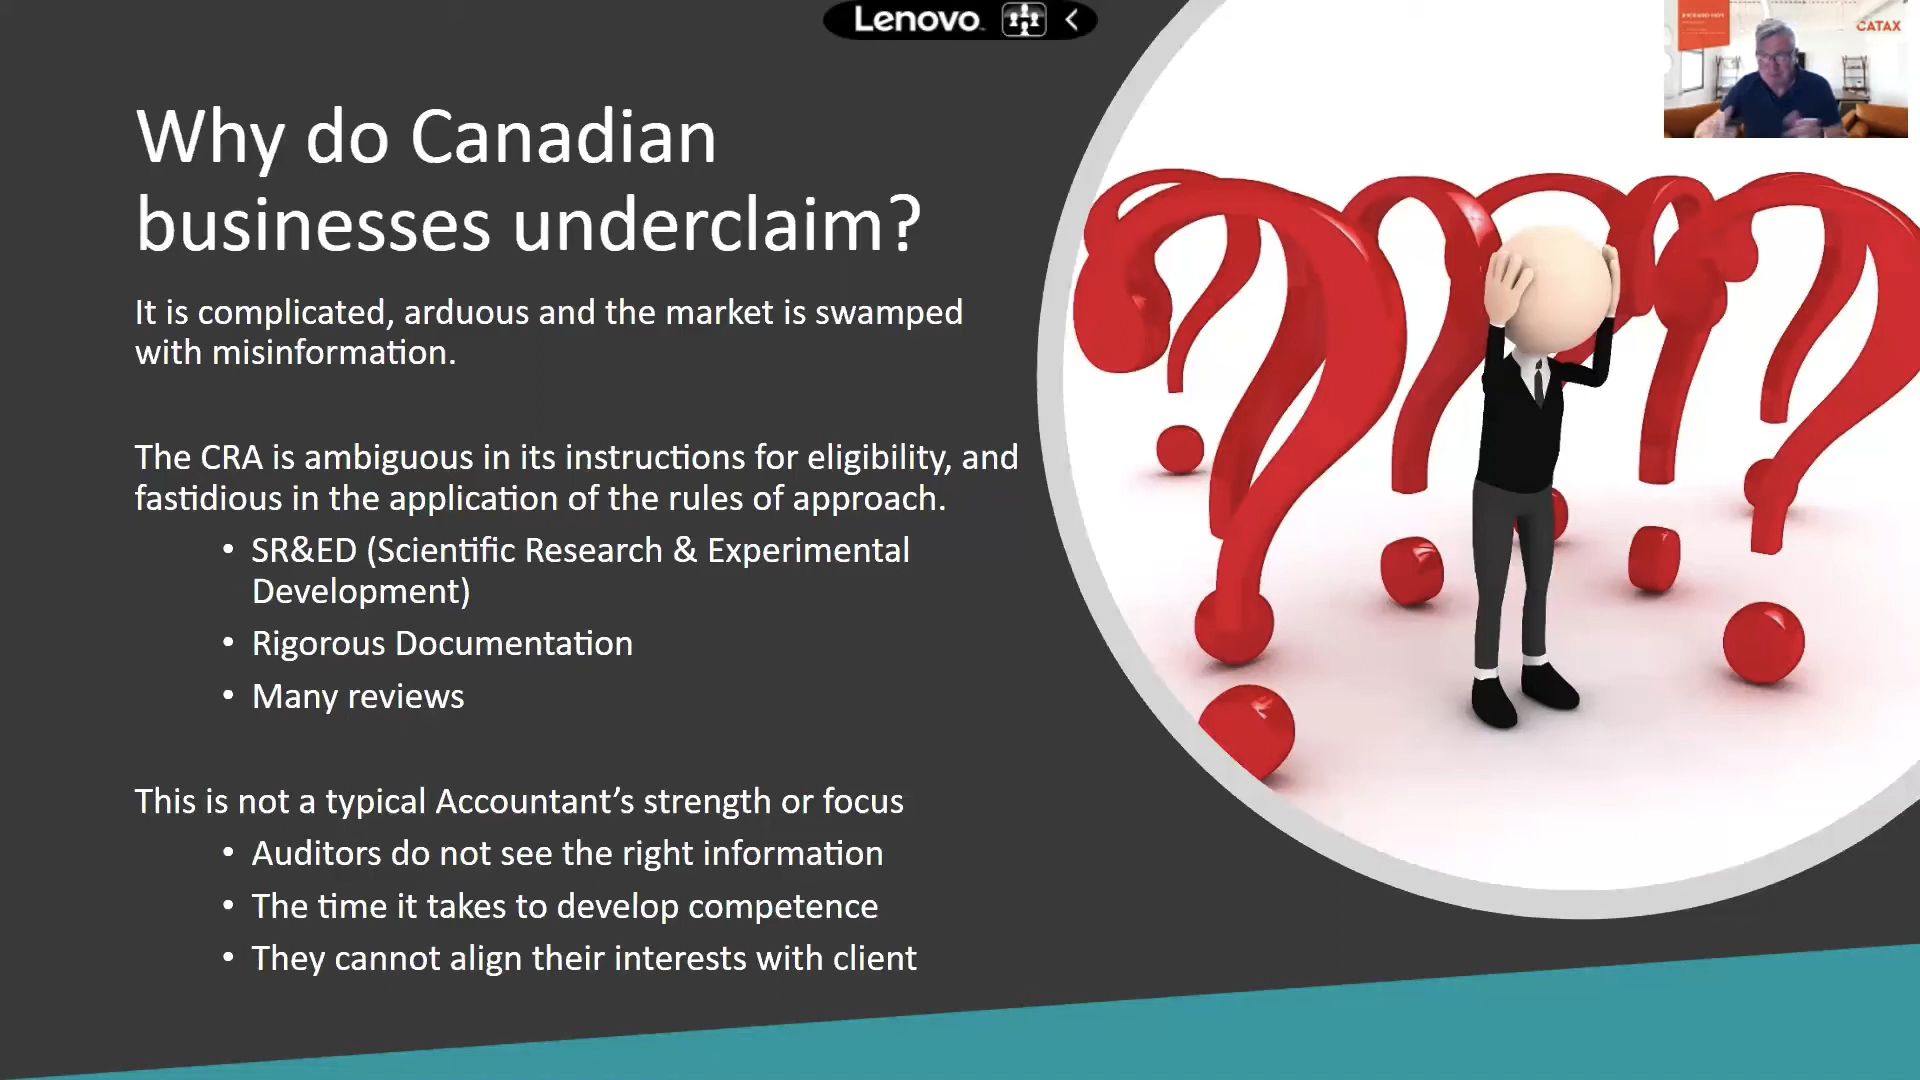 Lenovo
CATAX
Why do Canadian
businesses underclaim?
It is complicated, arduous and the market is swamped
with misinformation.
The CRA is ambiguous in its instructions for eligibility, and
fastidious in the application of the rules of approach.
• SR&ED (Scientific Research & Experimental
Development)
• Rigorous Documentation
• Many reviews
This is not a typical Accountant’s strength or focus
• Auditors do not see the right information
• The time it takes to develop competence
• They cannot align their interests with client